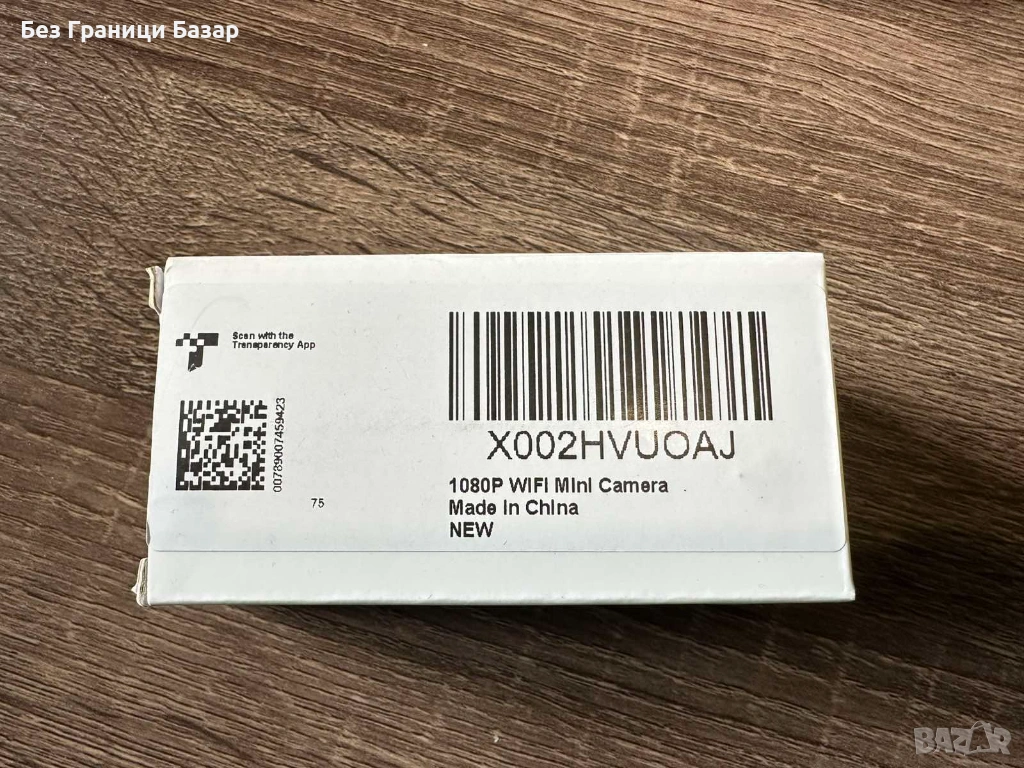 Без Граници Базар
Scan with the
Transparency App
00789007459423
75
X002HVUOAJ
1080P WIFI Mini Camera
Made in China
NEW
BAZAR